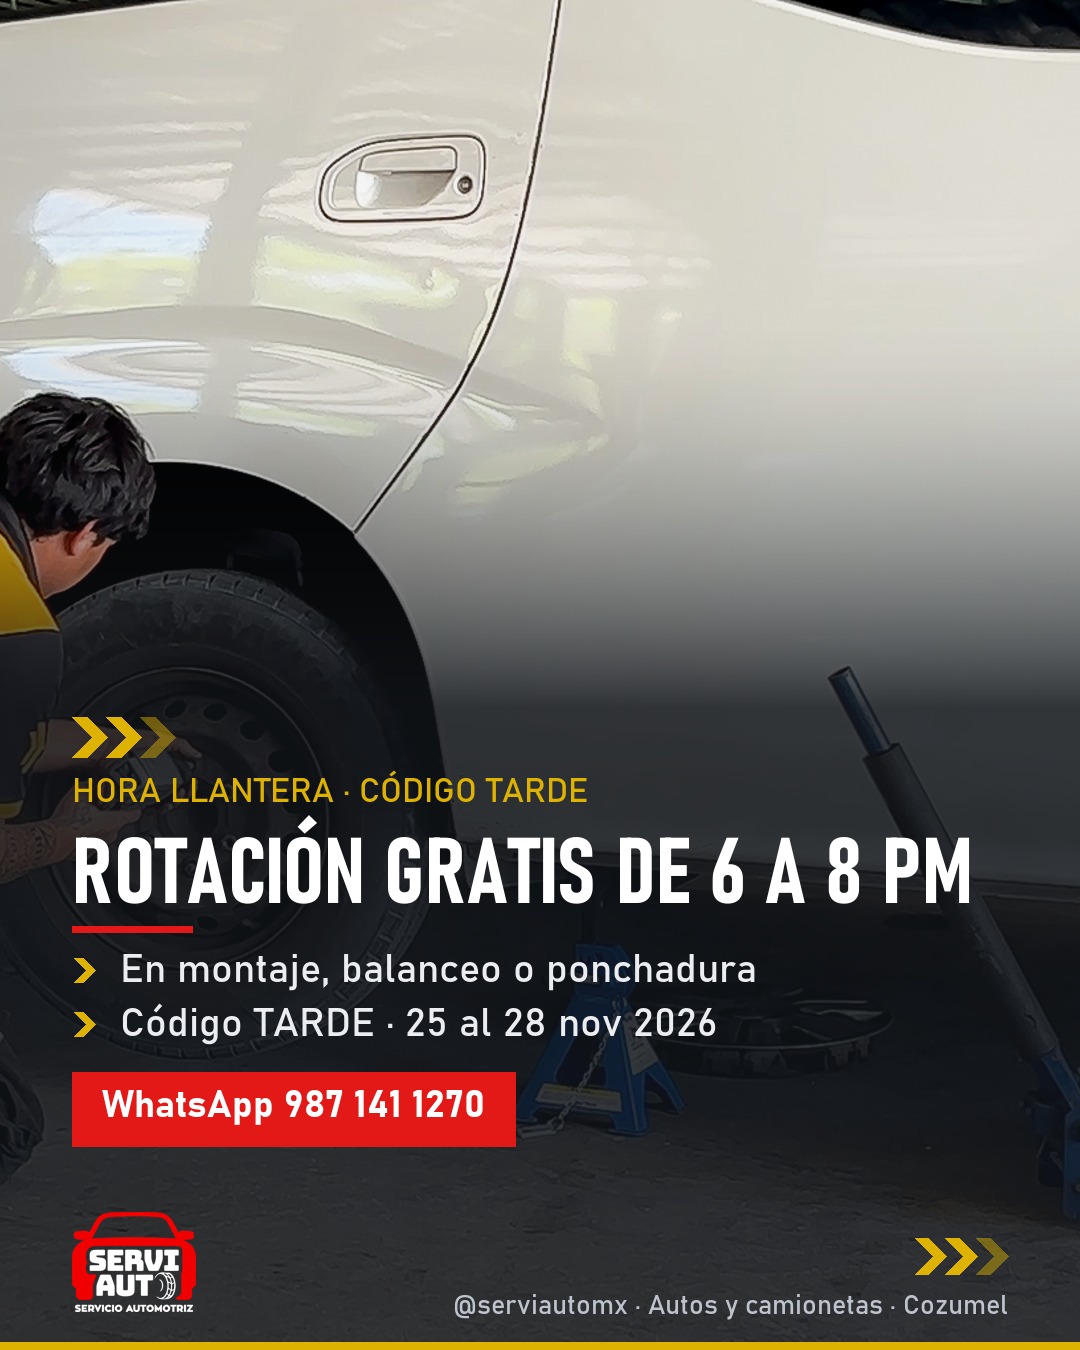 HORA LLANTERA · CÓDIGO TARDE
ROTACIÓN GRATIS DE 6 A 8 PM
En montaje, balanceo o ponchadura
Código TARDE · 25 al 28 nov 2026
WhatsApp 987 141 1270
SERVI
AUTO
SERVICIO AUTOMOTRIZ
@serviautomx · Autos y camionetas · Cozumel